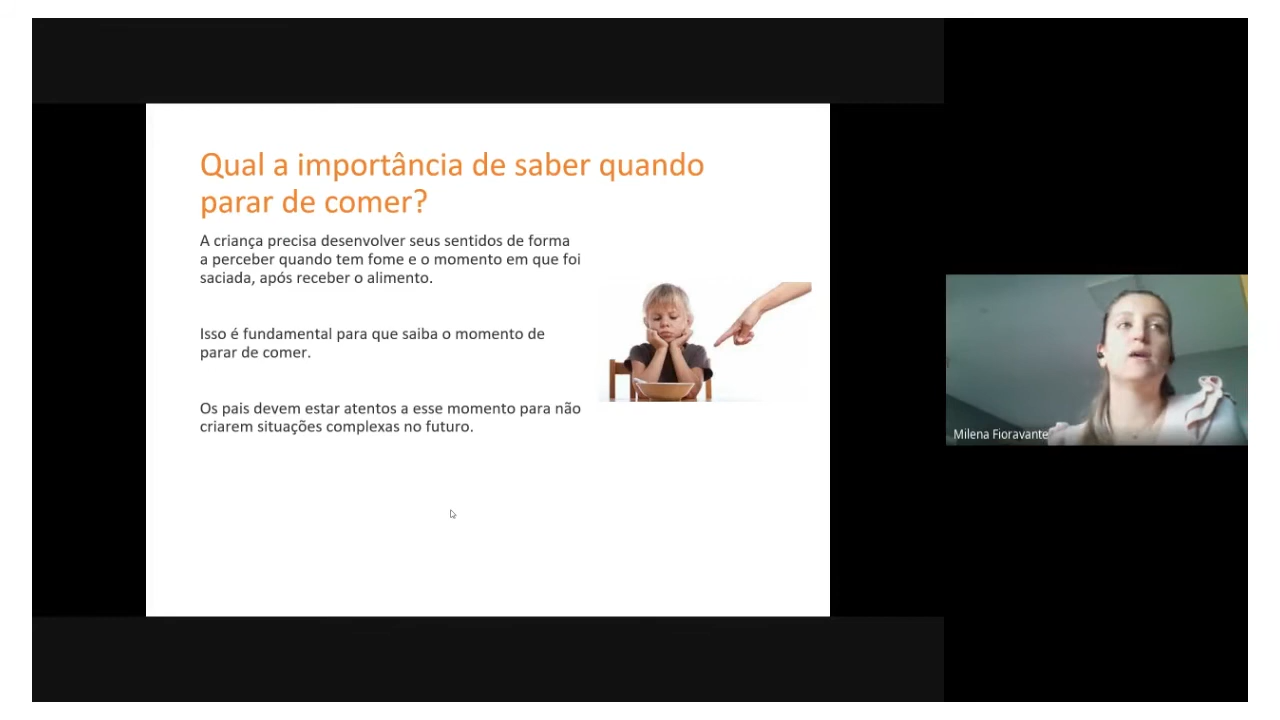 Qual a importância de saber quando
parar de comer?
A criança precisa desenvolver seus sentidos de forma
a perceber quando tem fome e o momento em que foi
saciada, após receber o alimento.
Isso é fundamental para que saiba o momento de
parar de comer.
Os pais devem estar atentos a esse momento para não
criarem situações complexas no futuro.
Milena Fioravante